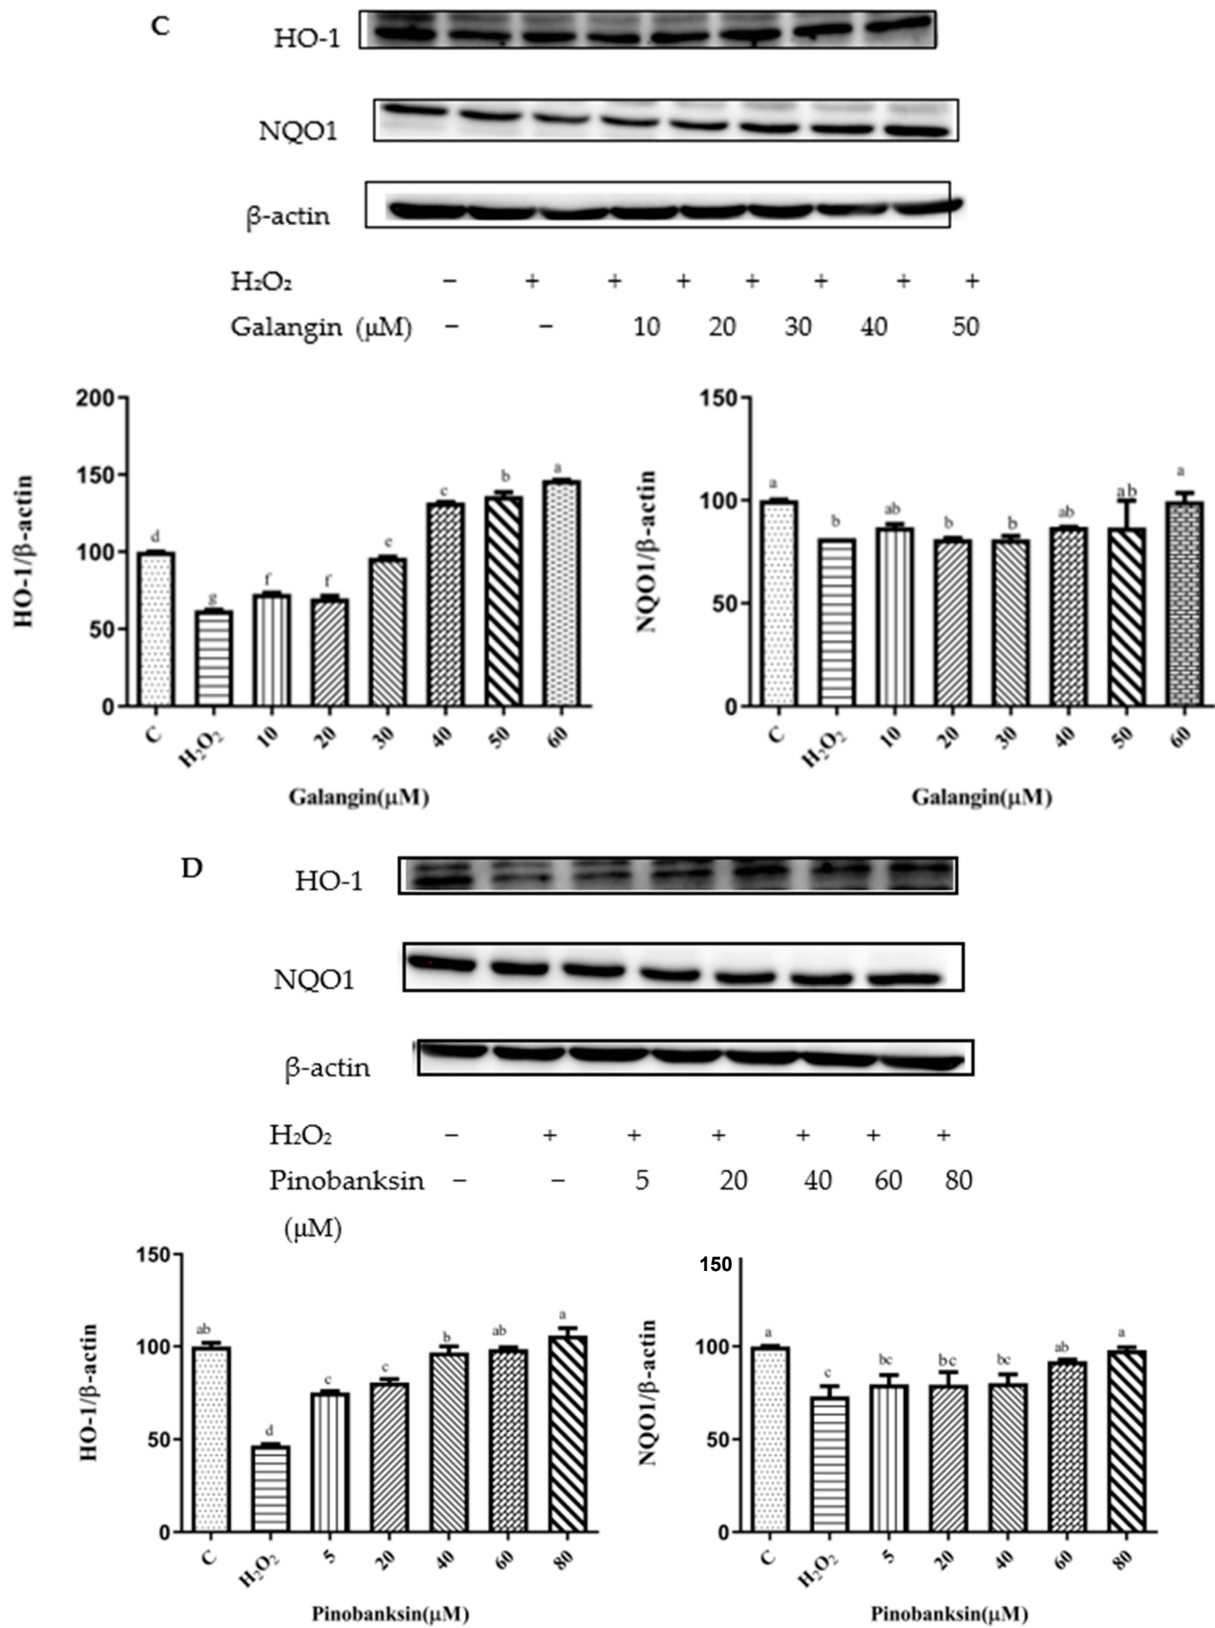 C
HO-1
NQO1
β-actin
H₂O₂ − + + + + + + +
Galangin (μM) − − 10 20 30 40 50
200
150
100
50
0
HO-1/β-actin
d
g
f
f
e
c
b
a
C H₂O₂ 10 20 30 40 50 60
Galangin(μM)
150
100
50
0
NQO1/β-actin
a
b
ab
b
b
ab
ab
a
C H₂O₂ 10 20 30 40 50 60
Galangin(μM)
D
HO-1
NQO1
β-actin
H₂O₂ − + + + + + +
Pinobanksin − − 5 20 40 60 80
(μM)
150
100
50
0
HO-1/β-actin
ab
d
c
c
b
ab
a
C H₂O₂ 5 20 40 60 80
Pinobanksin(μM)
150
100
50
0
NQO1/β-actin
a
c
bc
bc
bc
ab
a
C H₂O₂ 5 20 40 60 80
Pinobanksin(μM)